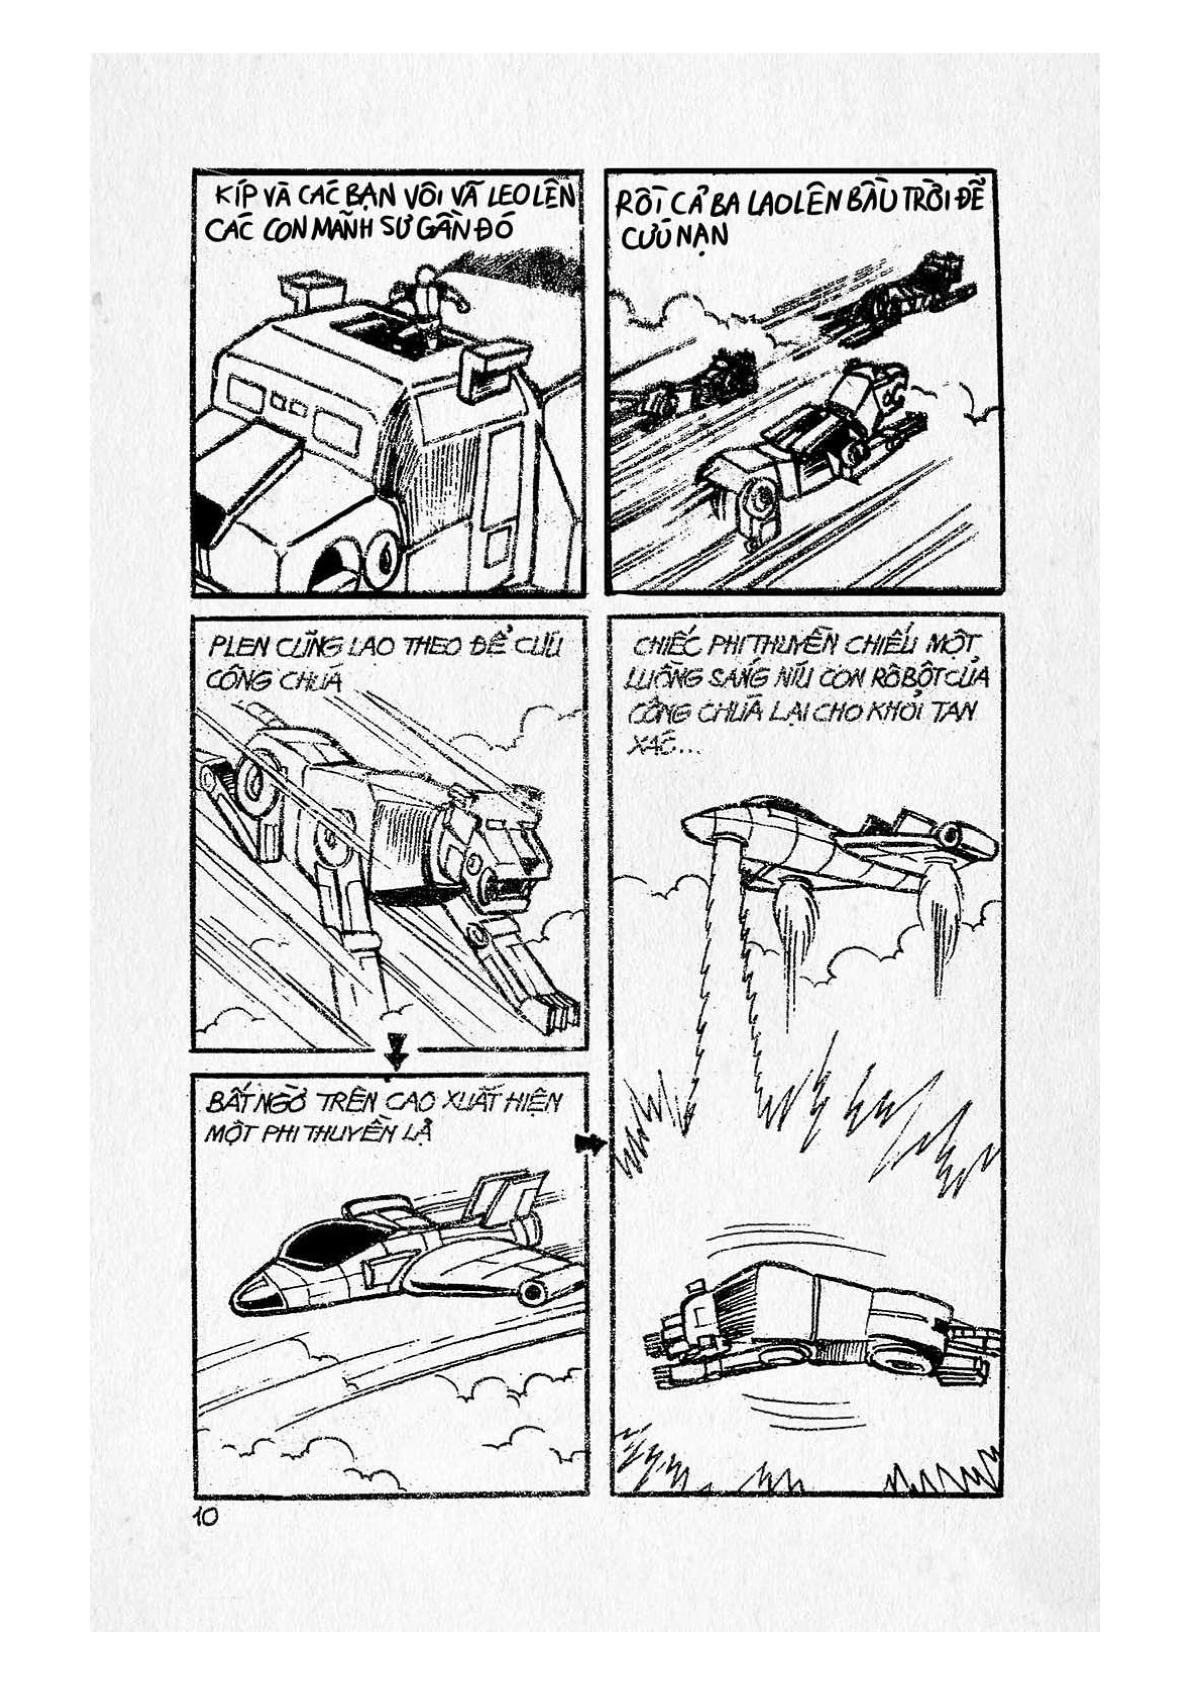 KÍP VÀ CÁC BẠN VÔI VÃ LEO LÊN
CÁC CON MÃNH SƯ GẦN ĐÓ
RỒI CẢ BA LAO LÊN BẦU TRỜI ĐỂ
CỨU NẠN
PLEN CŨNG LAO THEO ĐỂ CỨU
CÔNG CHÚA
BẤT NGỜ TRÊN CAO XUẤT HIỆN
MỘT PHI THUYỀN LẠ
CHIẾC PHI THUYỀN CHIẾU MỘT
LUỒNG SÁNG NÍU CON RÔBỘT CỦA
CÔNG CHÚA LẠI CHO KHỎI TAN
XÁC...
10